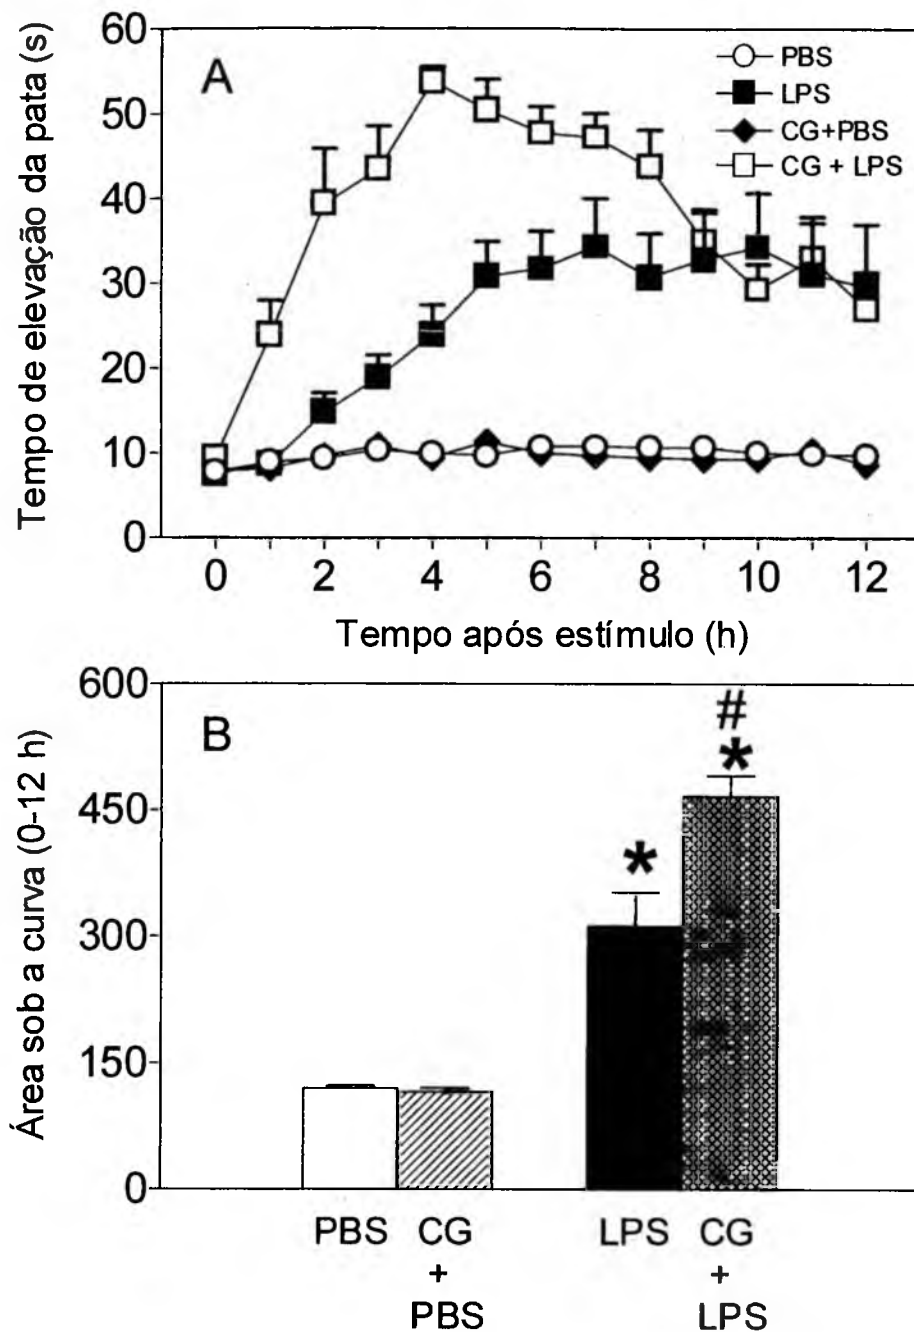 Tempo de elevação da pata (s)
60
50
40
30
20
10
0
A
PBS
LPS
CG+PBS
CG + LPS
0 2 4 6 8 10 12
Tempo após estímulo (h)
Área sob a curva (0-12 h)
600
450
300
150
0
B
*
#
*
PBS CG LPS CG
+ +
PBS LPS